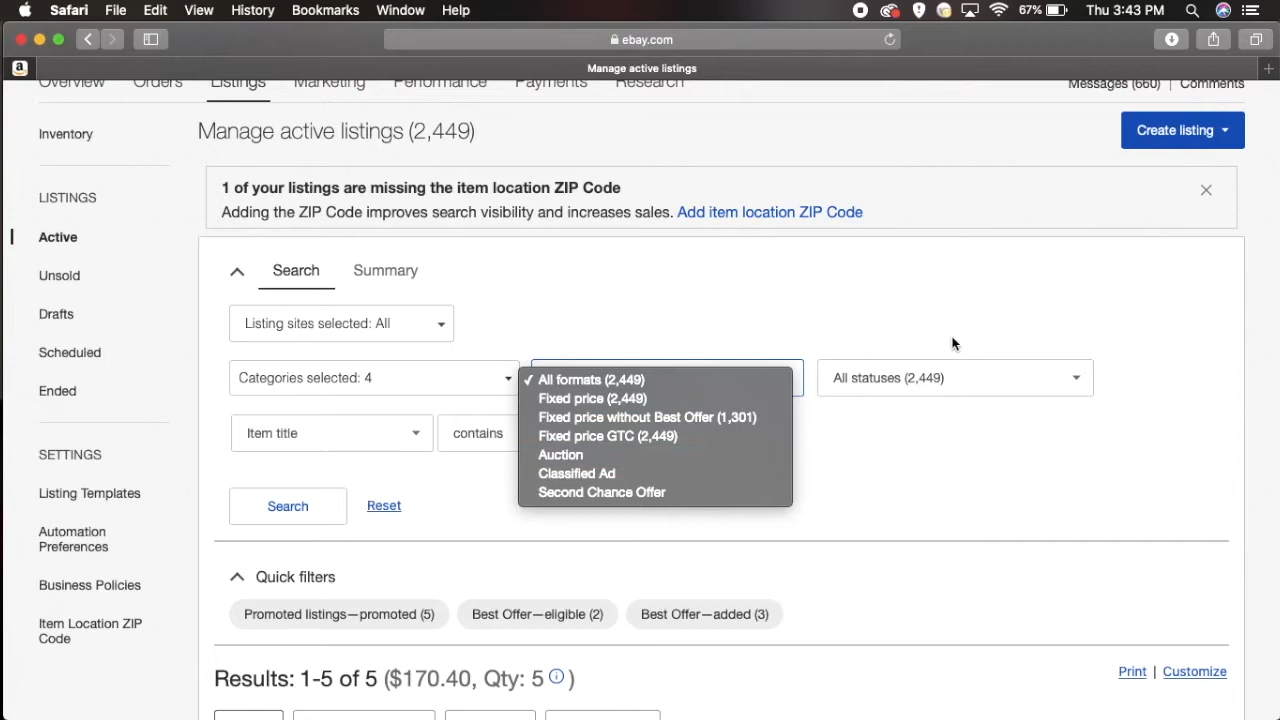 Safari File Edit View History Bookmarks Window Help 67% Thu 3:43 PM
ebay.com
a Manage active listings
Overview Orders Listings Marketing Performance Payments Research Messages (660) | Comments
Inventory
Manage active listings (2,449)
Create listing
1 of your listings are missing the item location ZIP Code
Adding the ZIP Code improves search visibility and increases sales. Add item location ZIP Code
LISTINGS
Active
Unsold
Drafts
Scheduled
Ended
SETTINGS
Listing Templates
Automation
Preferences
Business Policies
Item Location ZIP
Code
Search Summary
Listing sites selected: All
Categories selected: 4
✓ All formats (2,449)
Fixed price (2,449)
Fixed price without Best Offer (1,301)
Fixed price GTC (2,449)
Auction
Classified Ad
Second Chance Offer
All statuses (2,449)
Item title contains
Search Reset
Quick filters
Promoted listings—promoted (5) Best Offer—eligible (2) Best Offer—added (3)
Results: 1-5 of 5 ($170.40, Qty: 5 i )
Print | Customize